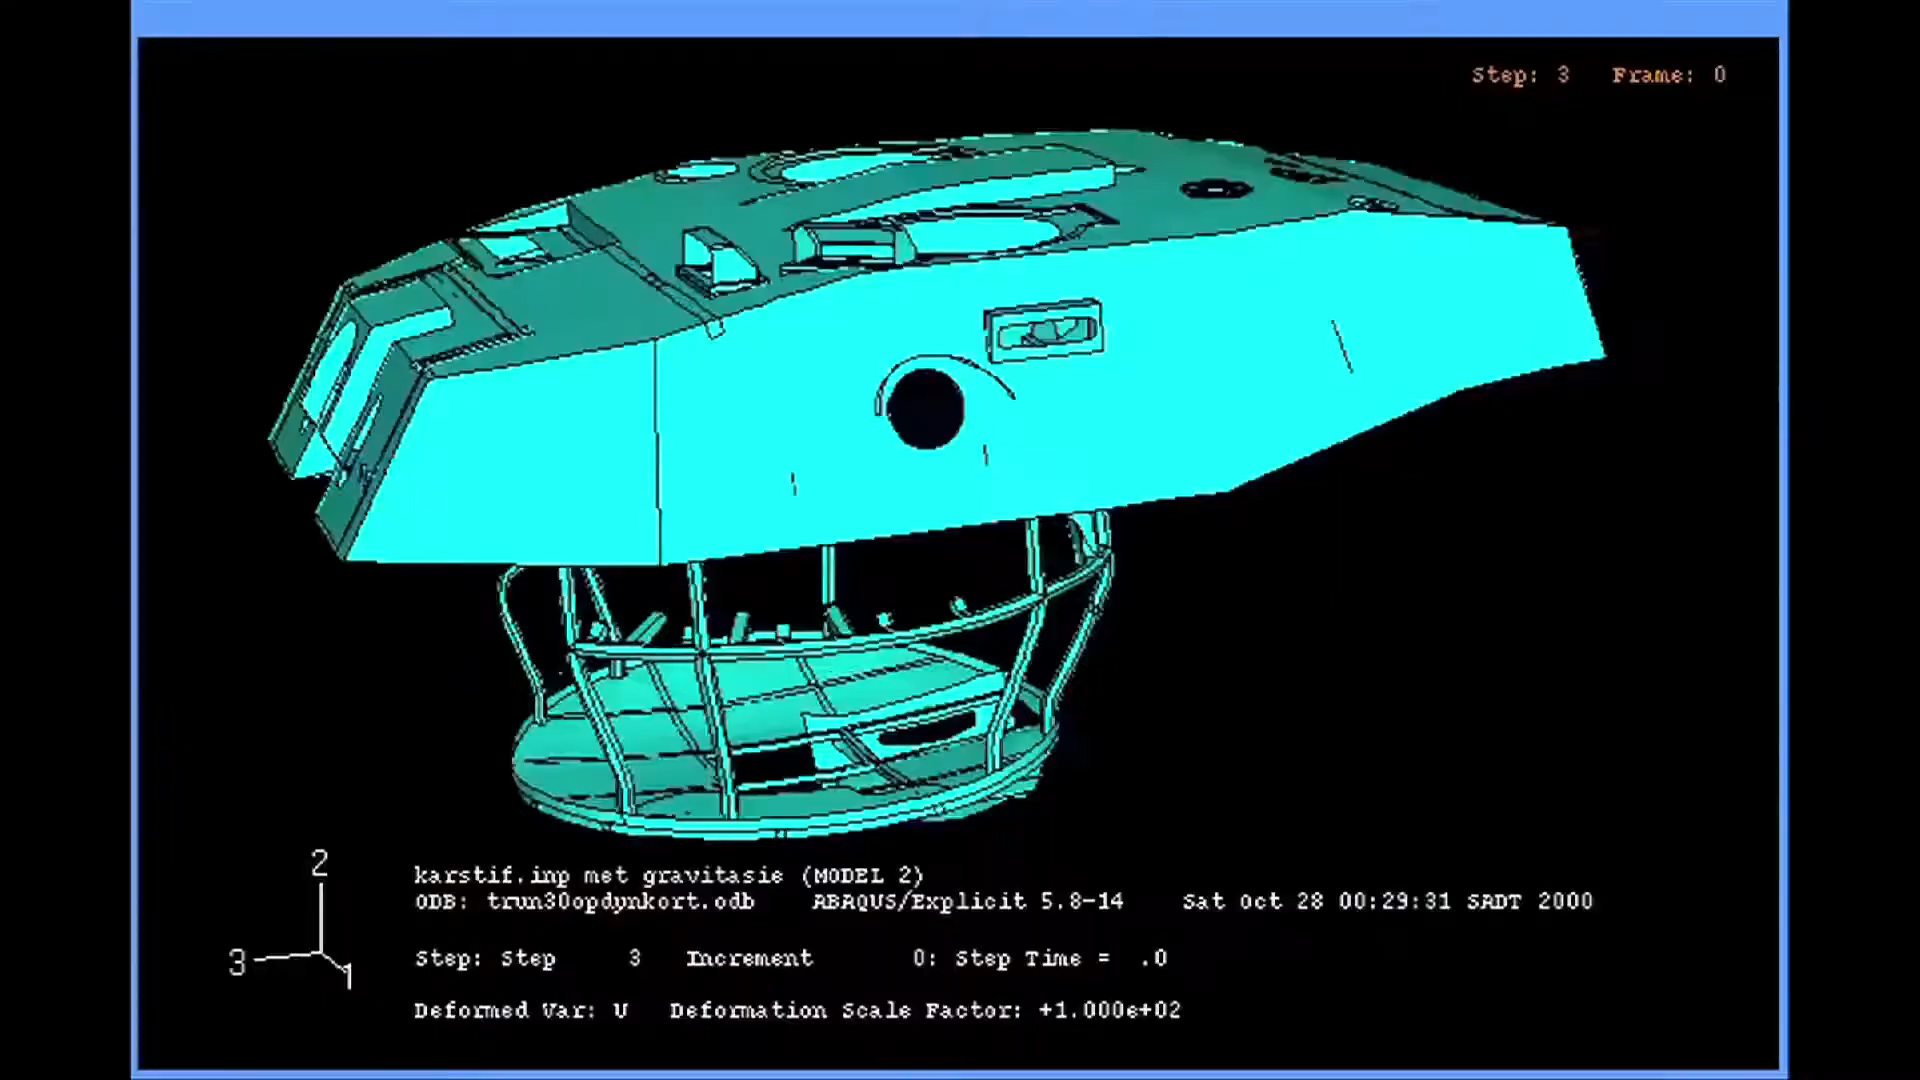 Step: 3 Frame: 0
2
3
1
karstif.inp met gravitasie (MODEL 2)
ODB: trun30opdynkort.odb ABAQUS/Explicit 5.8-14 Sat Oct 28 00:29:31 SADT 2000
Step: Step 3 Increment 0: Step Time = .0
Deformed Var: U Deformation Scale Factor: +1.000e+02